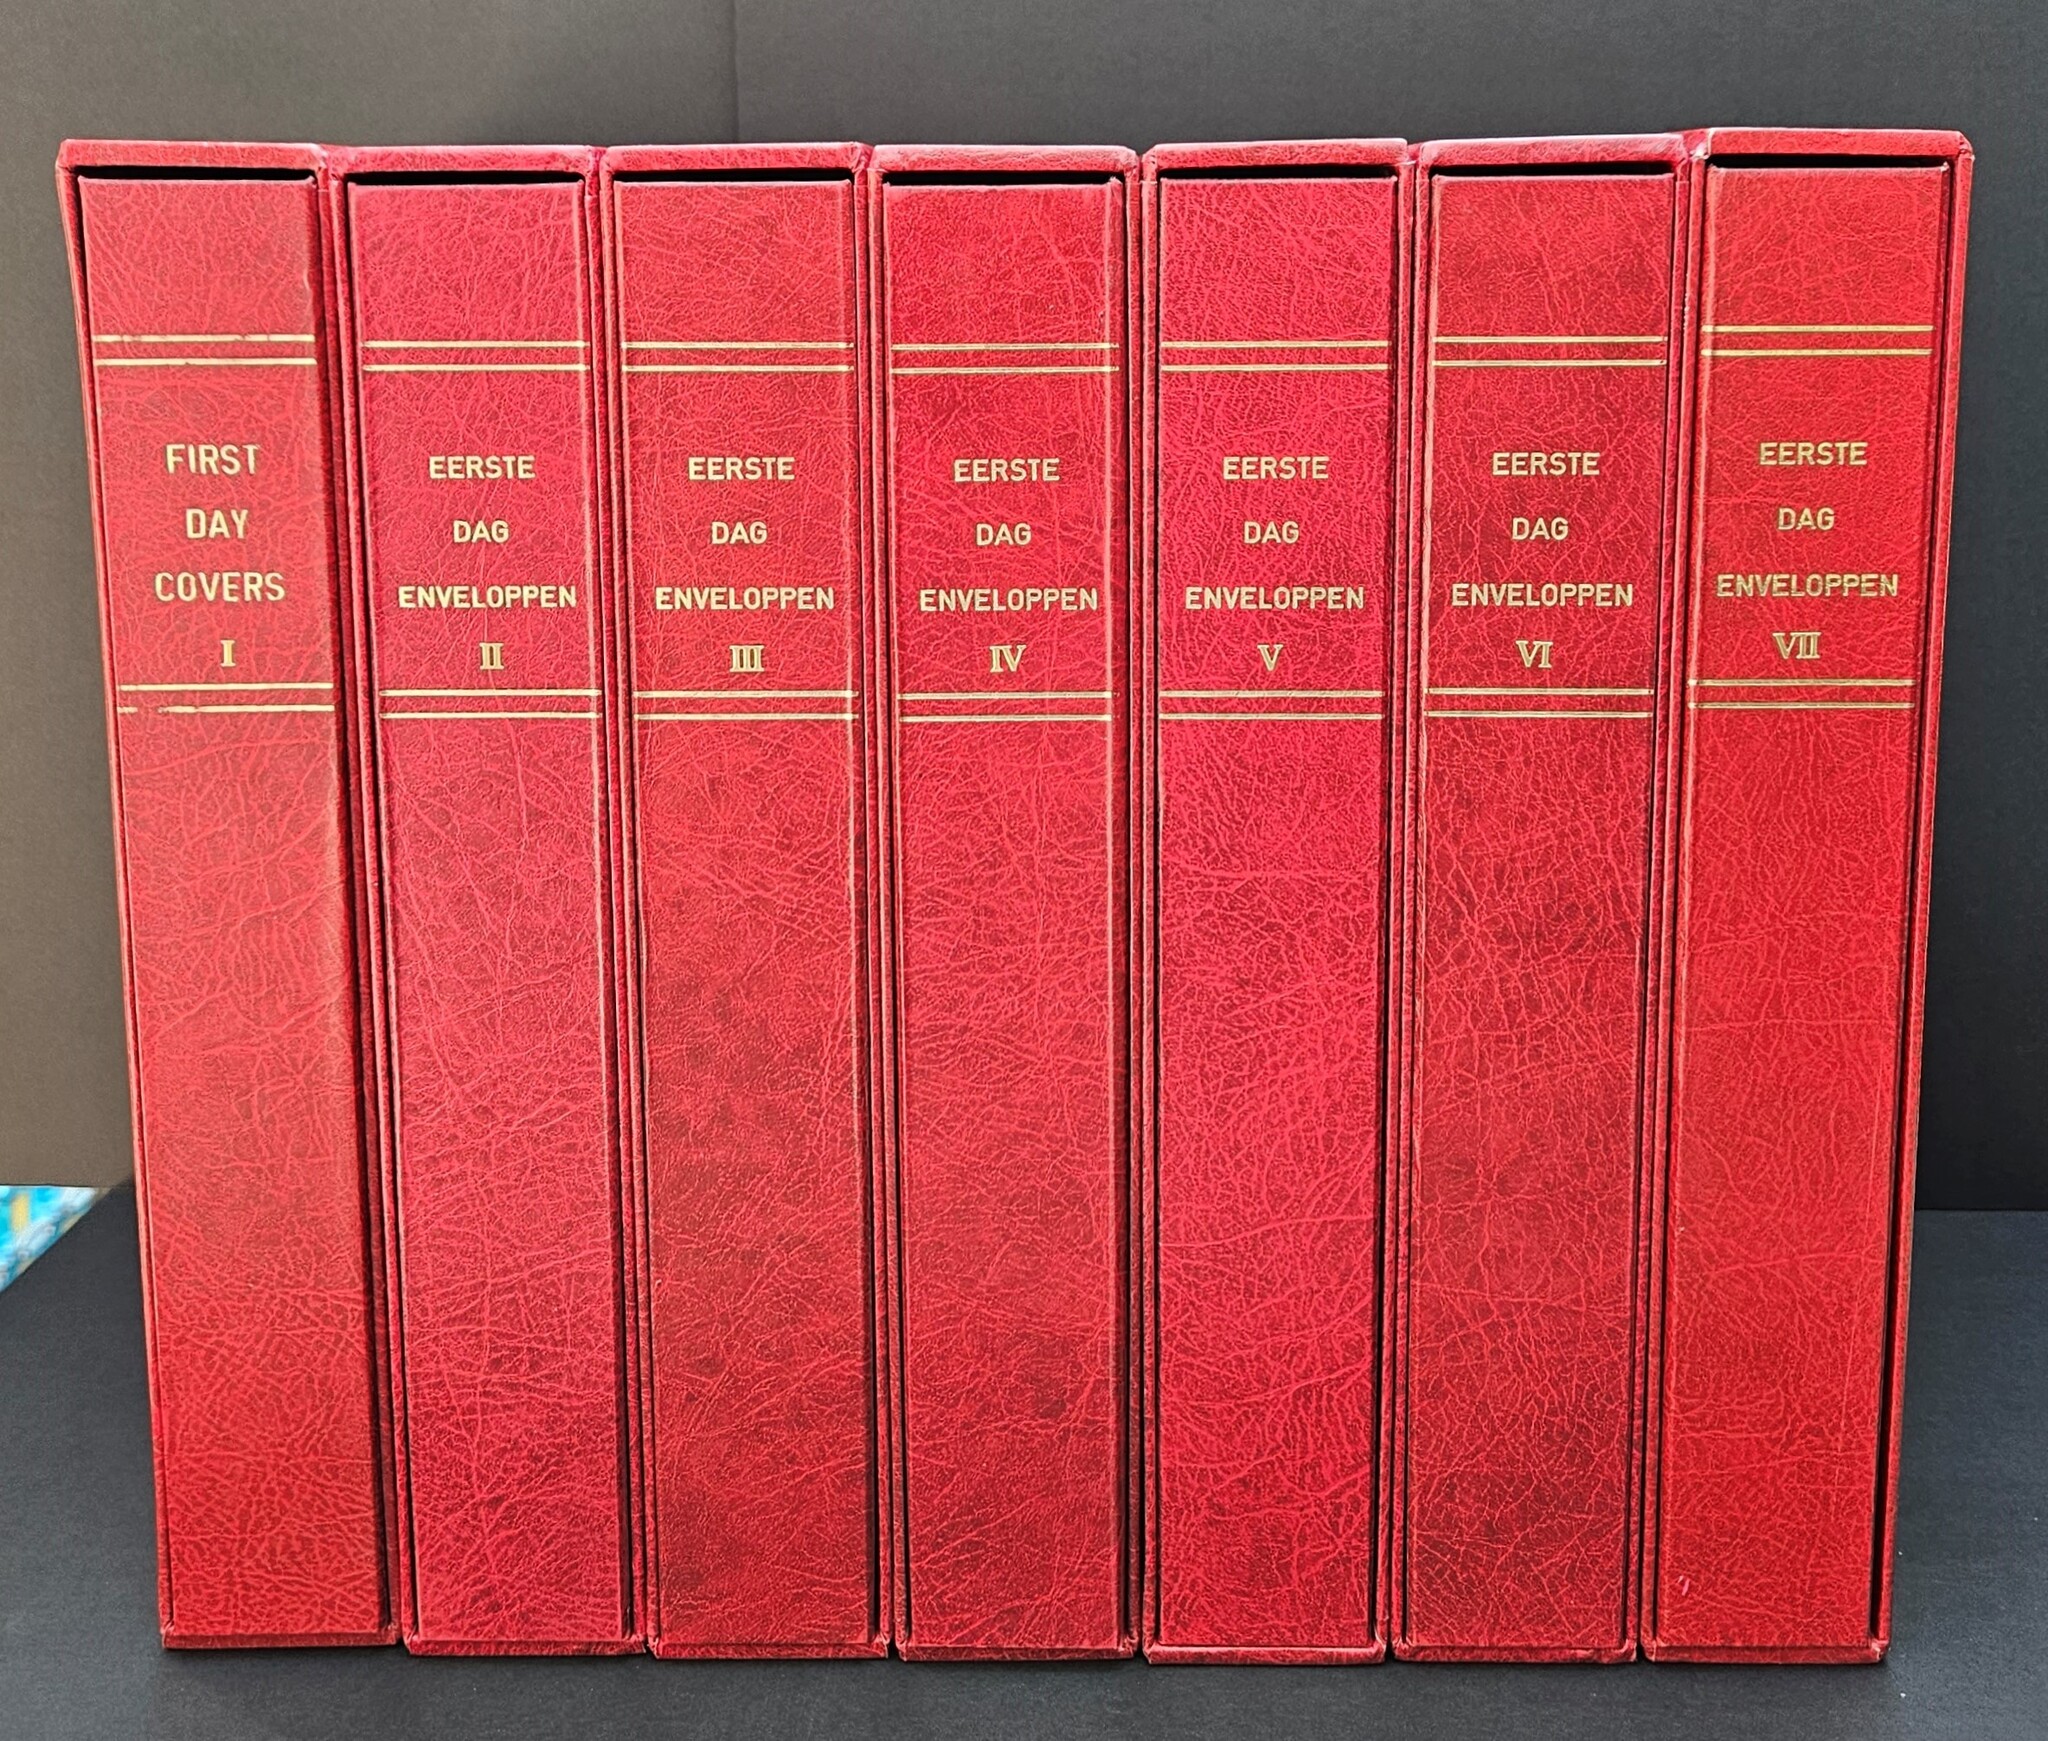 FIRST
DAY
COVERS
I
EERSTE
DAG
ENVELOPPEN
II
EERSTE
DAG
ENVELOPPEN
III
EERSTE
DAG
ENVELOPPEN
IV
EERSTE
DAG
ENVELOPPEN
V
EERSTE
DAG
ENVELOPPEN
VI
EERSTE
DAG
ENVELOPPEN
VII